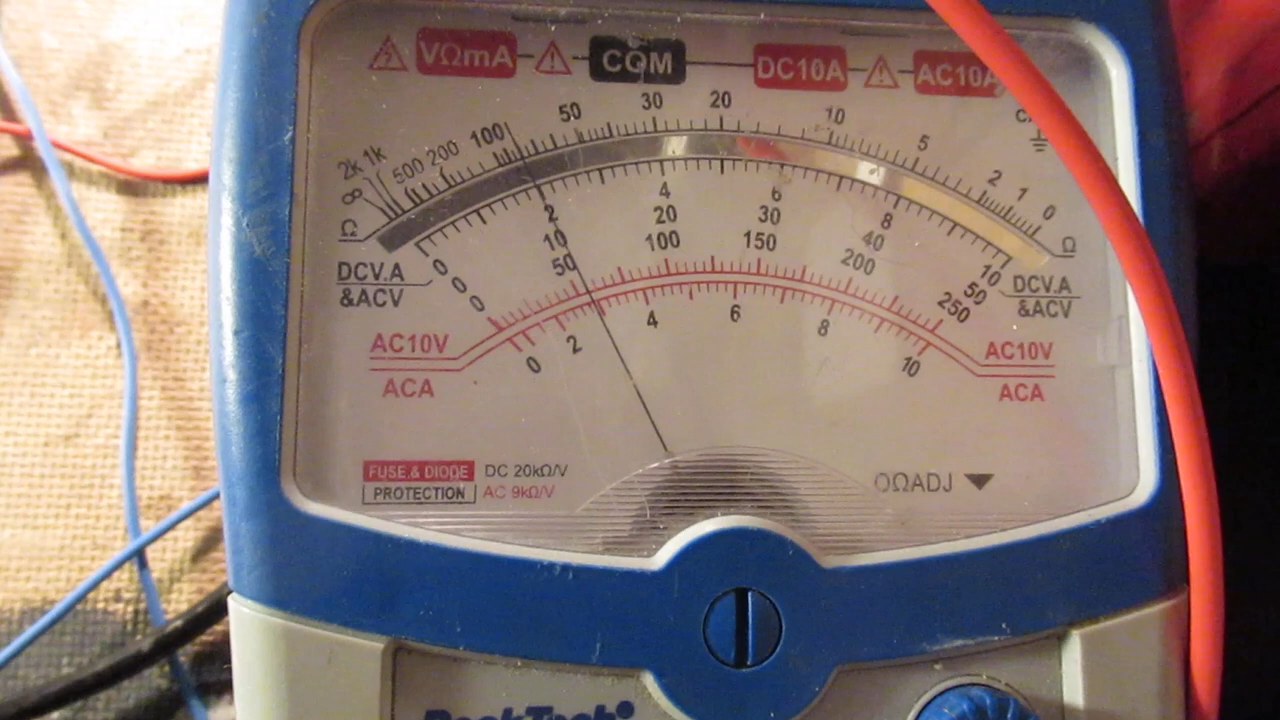 VΩmA COM DC10A AC10A
Ω ∞ 2k 1k 500 200 100 50 30 20 10 5 2 1 0 Ω
DCV.A &ACV 0 2 4 6 8 10 DCV.A &ACV
0 10 20 30 40 50
0 50 100 150 200 250
AC10V AC10V
ACA 0 2 4 6 8 10 ACA
FUSE & DIODE DC 20kΩ/V
PROTECTION AC 9kΩ/V
0ΩADJ